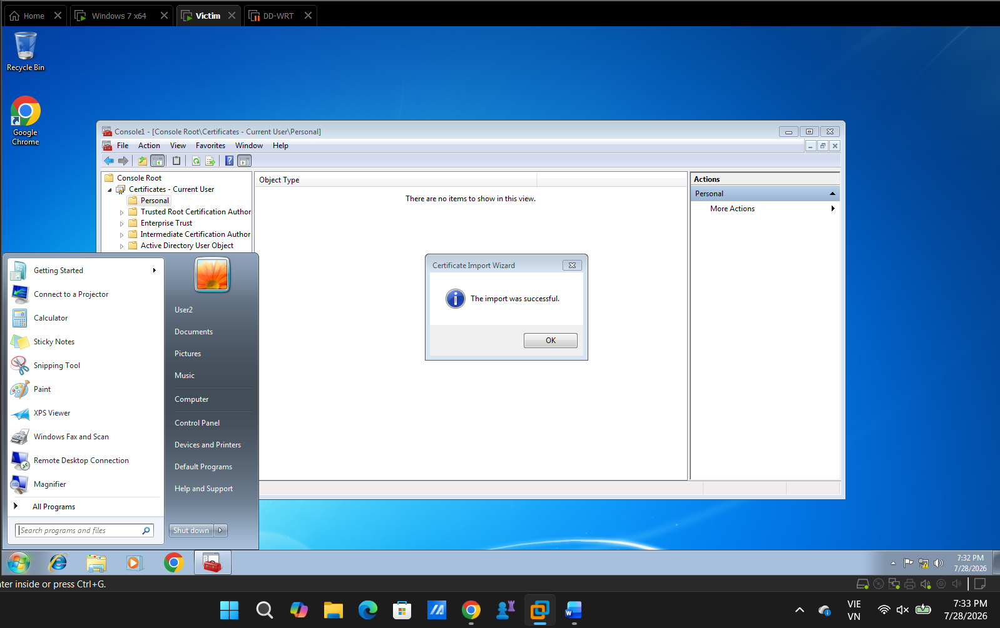 Home
Windows 7 x64
Victim
DD-WRT
Recycle Bin
Google
Chrome
Console1 - [Console Root\Certificates - Current User\Personal]
File Action View Favorites Window Help
Console Root
Certificates - Current User
Personal
Trusted Root Certification Author
Enterprise Trust
Intermediate Certification Author
Active Directory User Object
Object Type
There are no items to show in this view.
Actions
Personal
More Actions
Certificate Import Wizard
The import was successful.
OK
Getting Started
Connect to a Projector
Calculator
Sticky Notes
Snipping Tool
Paint
XPS Viewer
Windows Fax and Scan
Remote Desktop Connection
Magnifier
All Programs
Search programs and files
User2
Documents
Pictures
Music
Computer
Control Panel
Devices and Printers
Default Programs
Help and Support
Shut down
7:32 PM
7/28/2026
nter inside or press Ctrl+G.
VIE
VN
7:33 PM
7/28/2026